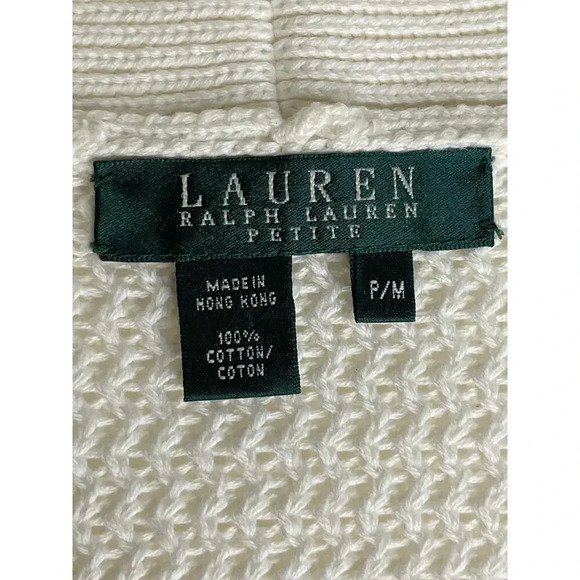 LAUREN
RALPH LAUREN
PETITE
MADE IN
HONG KONG
100%
COTTON/
COTON
P/M